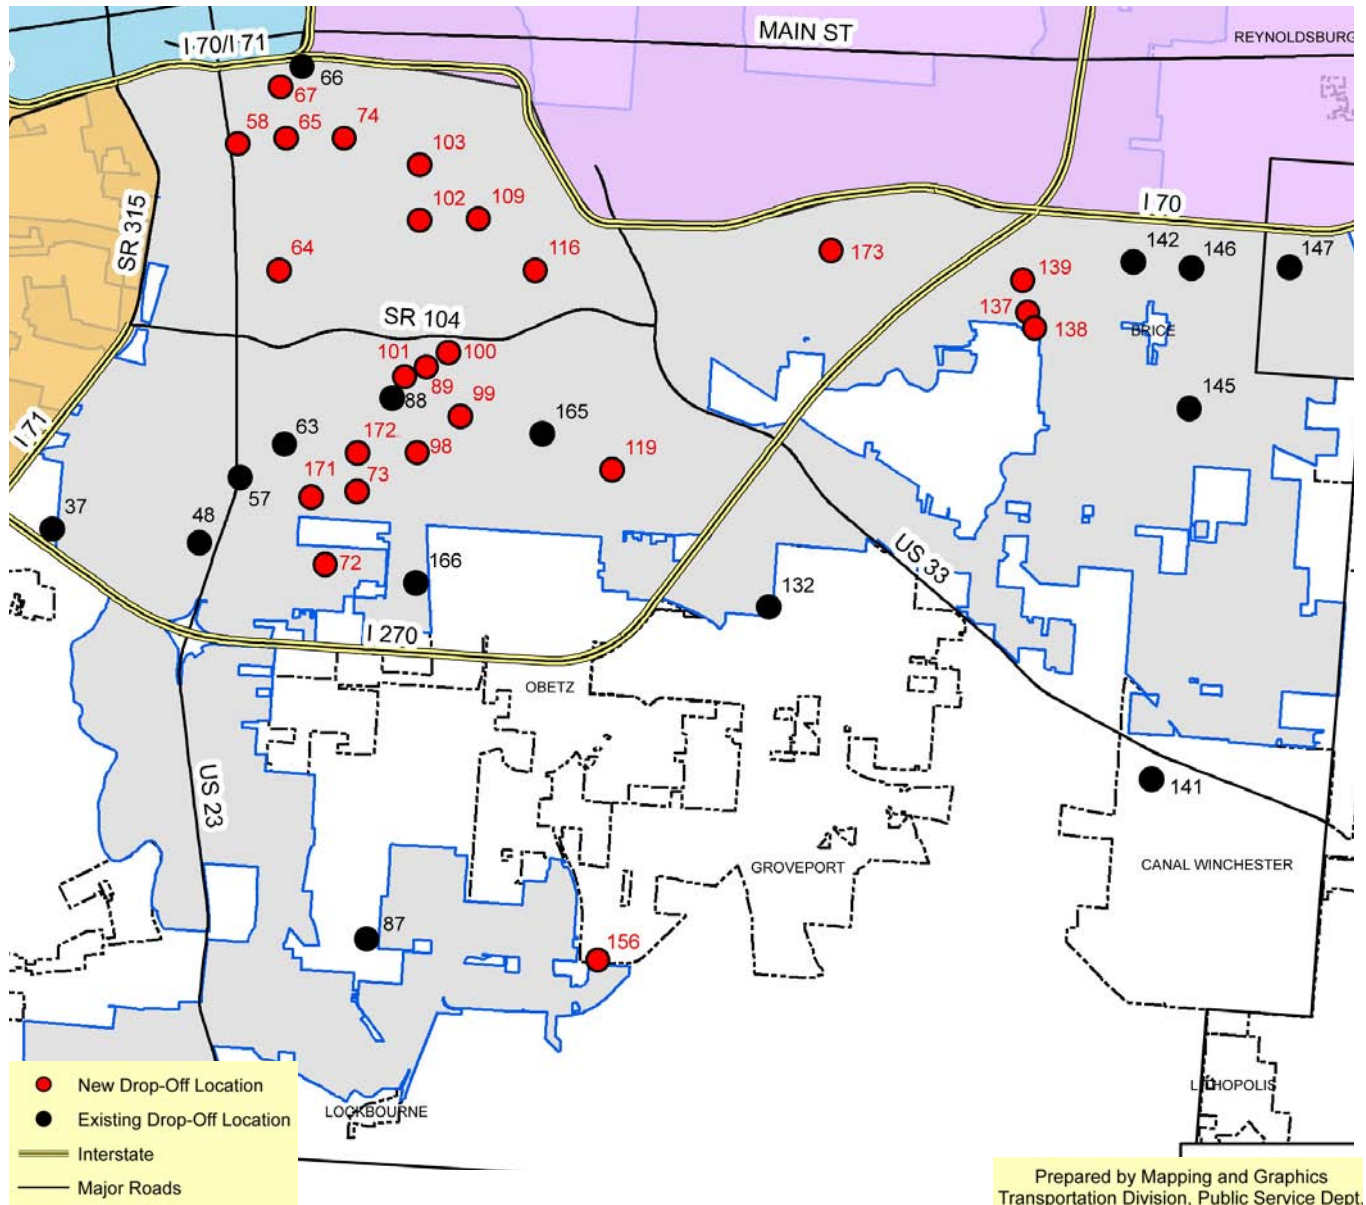 MAIN ST
REYNOLDSBURG
I 70/I 71
66
67
58
65
74
103
SR 315
102
109
I 70
64
116
173
142
146
147
139
137
138
BRICE
SR 104
101
100
89
88
99
145
I 71
63
172
98
165
119
171
73
57
37
48
72
166
132
US 33
I 270
OBETZ
US 23
141
GROVEPORT
CANAL WINCHESTER
87
156
LOCKBOURNE
New Drop-Off Location
Existing Drop-Off Location
Interstate
Major Roads
Prepared by Mapping and Graphics
Transportation Division, Public Service Dept.